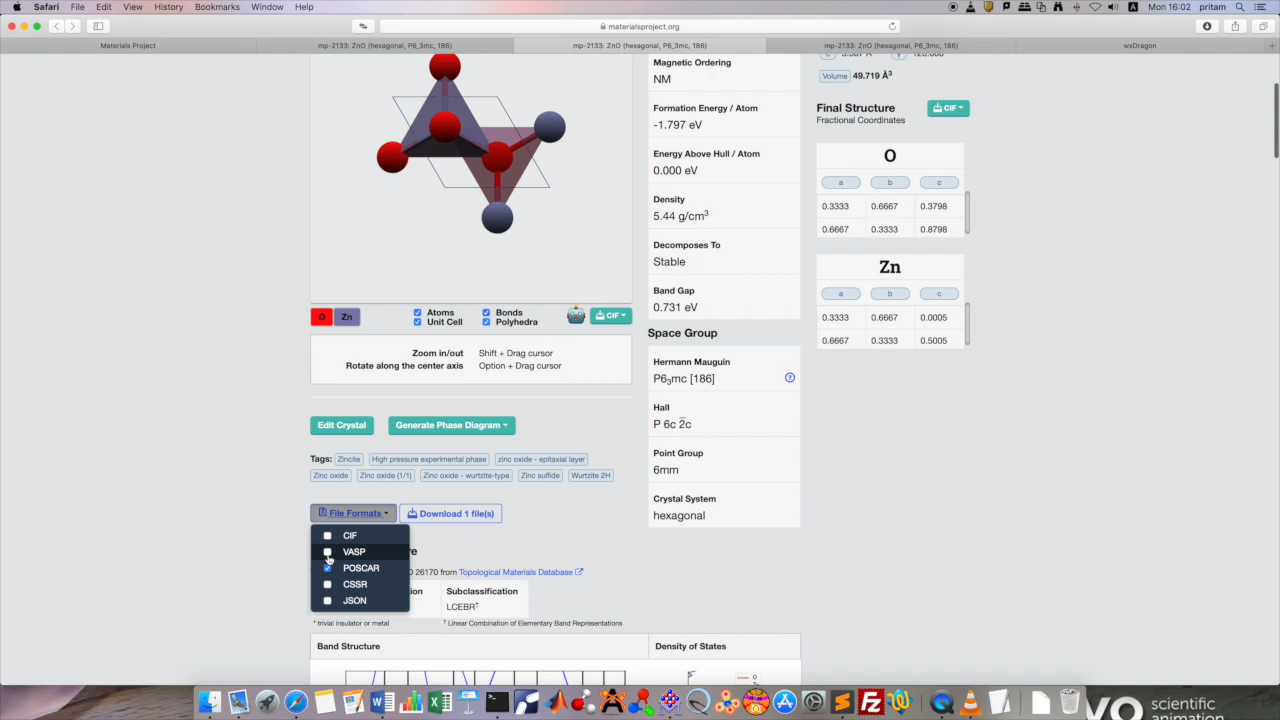 Safari File Edit View History Bookmarks Window Help
Mon 16:02 pritam
materialsproject.org
Materials Project
mp-2133: ZnO (hexagonal, P6_3mc, 186)
mp-2133: ZnO (hexagonal, P6_3mc, 186)
mp-2133: ZnO (hexagonal, P6_3mc, 186)
wxDragon
O Zn
Atoms Bonds
Unit Cell Polyhedra
CIF
Zoom in/out Shift + Drag cursor
Rotate along the center axis Option + Drag cursor
Edit Crystal Generate Phase Diagram
Tags: Zincite High pressure experimental phase zinc oxide - epitaxial layer
Zinc oxide Zinc oxide (1/1) Zinc oxide - wurtzite-type Zinc sulfide Wurtzite 2H
File Formats Download 1 file(s)
CIF
VASP
POSCAR
CSSR
JSON
26170 from Topological Materials Database
Subclassification
LCEBR†
* trivial insulator or metal † Linear Combination of Elementary Band Representations
Band Structure Density of States
Magnetic Ordering
NM
Formation Energy / Atom
-1.797 eV
Energy Above Hull / Atom
0.000 eV
Density
5.44 g/cm³
Decomposes To
Stable
Band Gap
0.731 eV
Space Group
Hermann Mauguin
P6₃mc [186]
Hall
P 6c 2̅c
Point Group
6mm
Crystal System
hexagonal
Volume 49.719 Å³
Final Structure CIF
Fractional Coordinates
O
a b c
0.3333 0.6667 0.3798
0.6667 0.3333 0.8798
Zn
a b c
0.3333 0.6667 0.0005
0.6667 0.3333 0.5005
VO scientific
animation